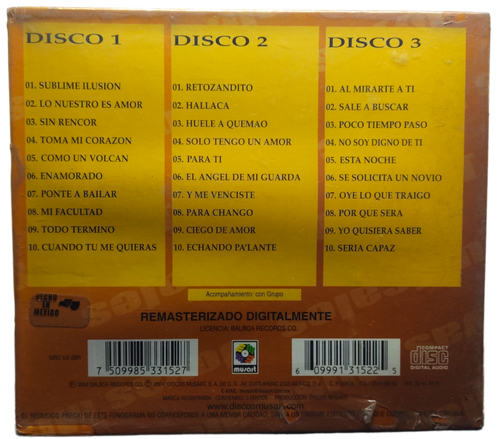 DISCO 1
01. SUBLIME ILUSION
02. LO NUESTRO ES AMOR
03. SIN RENCOR
04. TOMA MI CORAZON
05. COMO UN VOLCAN
06. ENAMORADO
07. PONTE A BAILAR
08. MI FACULTAD
09. TODO TERMINO
10. CUANDO TU ME QUIERAS
DISCO 2
01. RETOZANDITO
02. HALLACA
03. HUELE A QUEMAO
04. SOLO TENGO UN AMOR
05. PARA TI
06. EL ANGEL DE MI GUARDA
07. Y ME VENCISTE
08. PARA CHANGO
09. CIEGO DE AMOR
10. ECHANDO PA'LANTE
DISCO 3
01. AL MIRARTE A TI
02. SALE A BUSCAR
03. POCO TIEMPO PASO
04. NO SOY DIGNO DE TI
05. ESTA NOCHE
06. SE SOLICITA UN NOVIO
07. OYE LO QUE TRAIGO
08. POR QUE SERA
09. YO QUISIERA SABER
10. SERIA CAPAZ
Acompañamiento: con Grupo
HECHO EN MEXICO
REMASTERIZADO DIGITALMENTE
LICENCIA: BALBOA RECORDS CO.
7 509985 331527
musart
6 09991 31522 5
COMPACT
disc
DIGITAL AUDIO
www.discosmusart.com